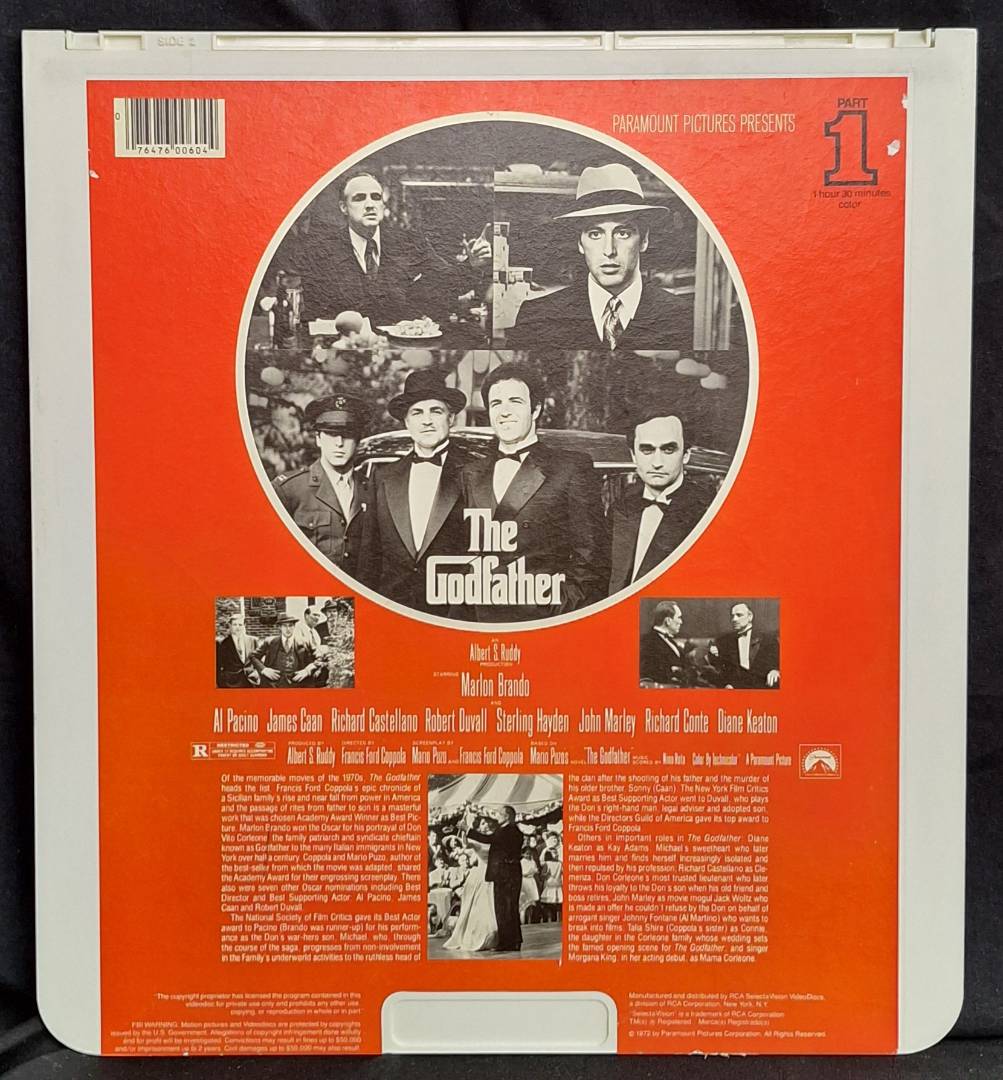 SIDE 2
0
76476 00604
PARAMOUNT PICTURES PRESENTS
PART
1
1 hour 30 minutes
color
The
Godfather
AN
Albert S. Ruddy
PRODUCTION
STARRING
Marlon Brando
AND
Al Pacino James Caan Richard Castellano Robert Duvall Sterling Hayden John Marley Richard Conte Diane Keaton
R RESTRICTED
PRODUCED BY Albert S. Ruddy DIRECTED BY Francis Ford Coppola SCREENPLAY BY Mario Puzo AND Francis Ford Coppola BASED ON Mario Puzos NOVEL "The Godfather" MUSIC SCORED BY Nino Rota Color By Technicolor A Paramount Picture
Of the memorable movies of the 1970s, The Godfather
heads the list. Francis Ford Coppola's epic chronicle of
a Sicilian family's rise and near fall from power in America
and the passage of rites from father to son is a masterful
work that was chosen Academy Award Winner as Best Pic-
ture. Marlon Brando won the Oscar for his portrayal of Don
Vito Corleone, the family patriarch and syndicate chieftain
known as Godfather to the many Italian immigrants in New
York over half a century. Coppola and Mario Puzo, author of
the best-seller from which the movie was adapted, shared
the Academy Award for their engrossing screenplay. There
also were seven other Oscar nominations including Best
Director and Best Supporting Actor: Al Pacino, James
Caan and Robert Duvall.
The National Society of Film Critics gave its Best Actor
award to Pacino (Brando was runner-up) for his perform-
ance as the Don's war-hero son, Michael, who, through
the course of the saga, progresses from non-involvement
in the Family's underworld activities to the ruthless head of
the clan after the shooting of his father and the murder of
his older brother, Sonny (Caan). The New York Film Critics
Award as Best Supporting Actor went to Duvall, who plays
the Don's right-hand man, legal adviser and adopted son,
while the Directors Guild of America gave its top award to
Francis Ford Coppola.
Others in important roles in The Godfather: Diane
Keaton as Kay Adams, Michael's sweetheart who later
marries him and finds herself increasingly isolated and
then repulsed by his profession; Richard Castellano as Cle-
menza, Don Corleone's most trusted lieutenant who later
throws his loyalty to the Don's son when his old friend and
boss retires; John Marley as movie mogul Jack Woltz who
is made an offer he couldn't refuse by the Don on behalf of
arrogant singer Johnny Fontane (Al Martino) who wants to
break into films; Talia Shire (Coppola's sister) as Connie,
the daughter in the Corleone family whose wedding sets
the famed opening scene for The Godfather; and singer
Morgana King, in her acting debut, as Mama Corleone.
"The copyright proprietor has licensed the program contained in this
videodisc for private use only and prohibits any other use,
copying, or reproduction in whole or in part."
FBI WARNING: Motion pictures and Videodiscs are protected by copyrights
issued by the U.S. Government. Allegations of copyright infringement done willfully
and for profit will be investigated. Convictions may result in fines up to $50,000
and/or imprisonment up to 2 years. Civil damages up to $50,000 may also result.
Manufactured and distributed by RCA SelectaVision VideoDiscs,
a division of RCA Corporation, New York, N.Y.
"SelectaVision" is a trademark of RCA Corporation
TM(s) ® Registered · Marca(s) Registrada(s)
© 1972 by Paramount Pictures Corporation. All Rights Reserved.